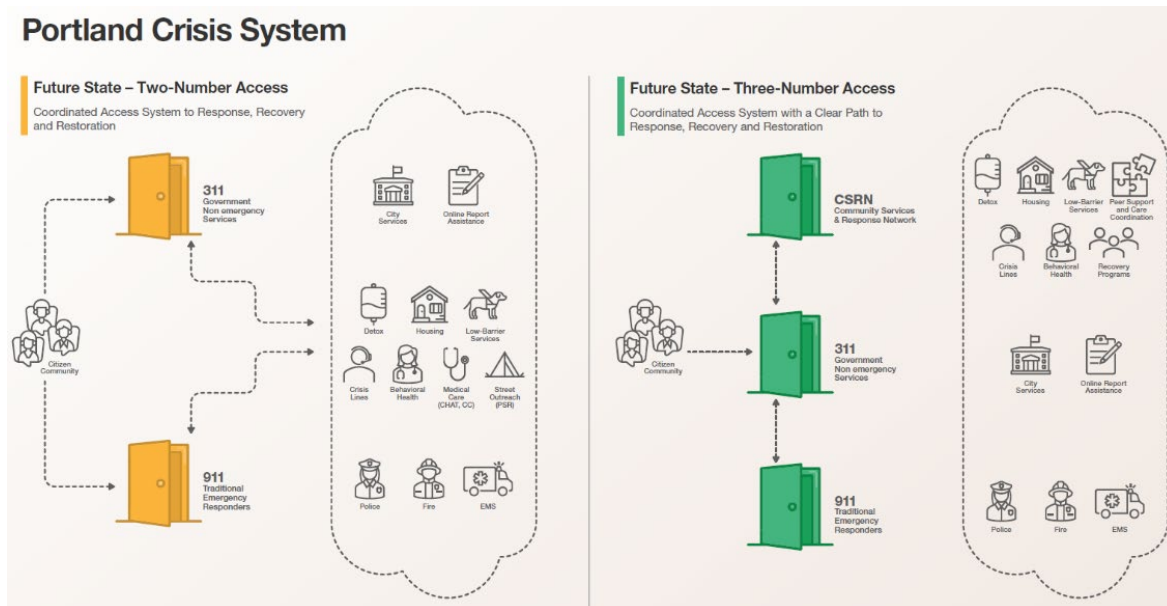 Portland Crisis System
Future State – Two-Number Access
Coordinated Access System to Response, Recovery
and Restoration
311
Government
Non emergency
Services
City
Services
Online Report
Assistance
Citizen
Community
Detox
Housing
Low-Barrier
Services
Crisis
Lines
Behavioral
Health
Medical
Care
(CHAT, CC)
Street
Outreach
(PSR)
911
Traditional
Emergency
Responders
Police
Fire
EMS
Future State – Three-Number Access
Coordinated Access System with a Clear Path to
Response, Recovery and Restoration
CSRN
Community Services
& Response Network
Detox
Housing
Low-Barrier
Services
Peer Support
and Care
Coordination
Crisis
Lines
Behavioral
Health
Recovery
Programs
Citizen
Community
311
Government
Non emergency
Services
City
Services
Online Report
Assistance
911
Traditional
Emergency
Responders
Police
Fire
EMS